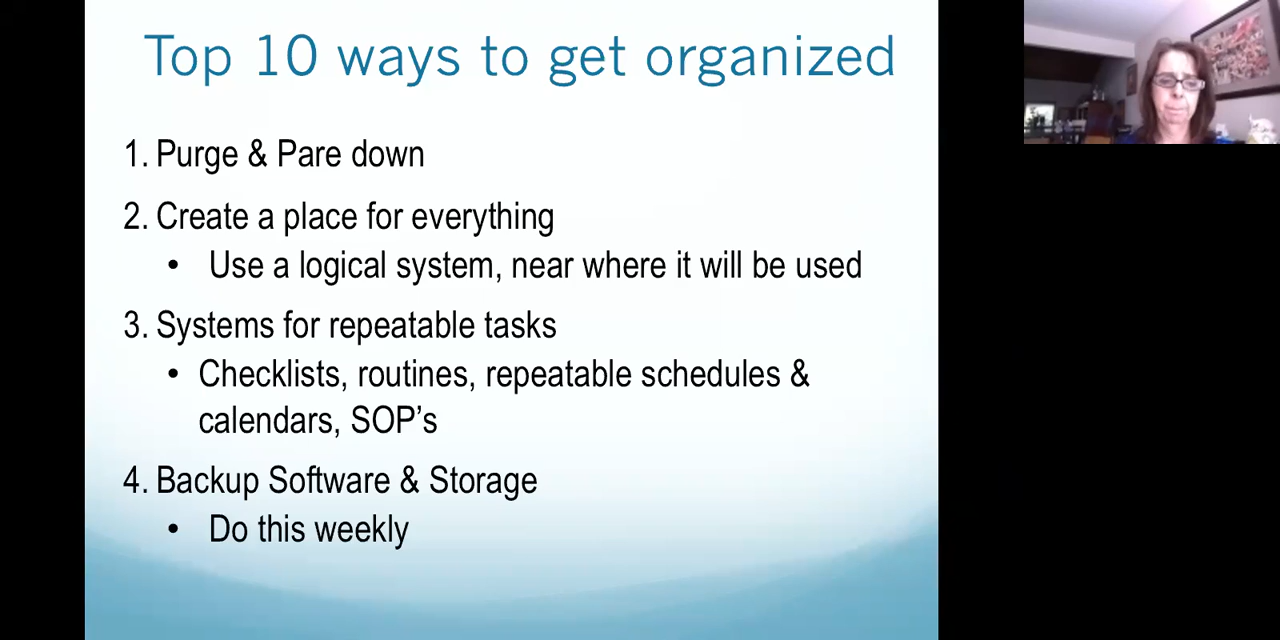 Top 10 ways to get organized
1. Purge & Pare down
2. Create a place for everything
• Use a logical system, near where it will be used
3. Systems for repeatable tasks
• Checklists, routines, repeatable schedules &
calendars, SOP’s
4. Backup Software & Storage
• Do this weekly